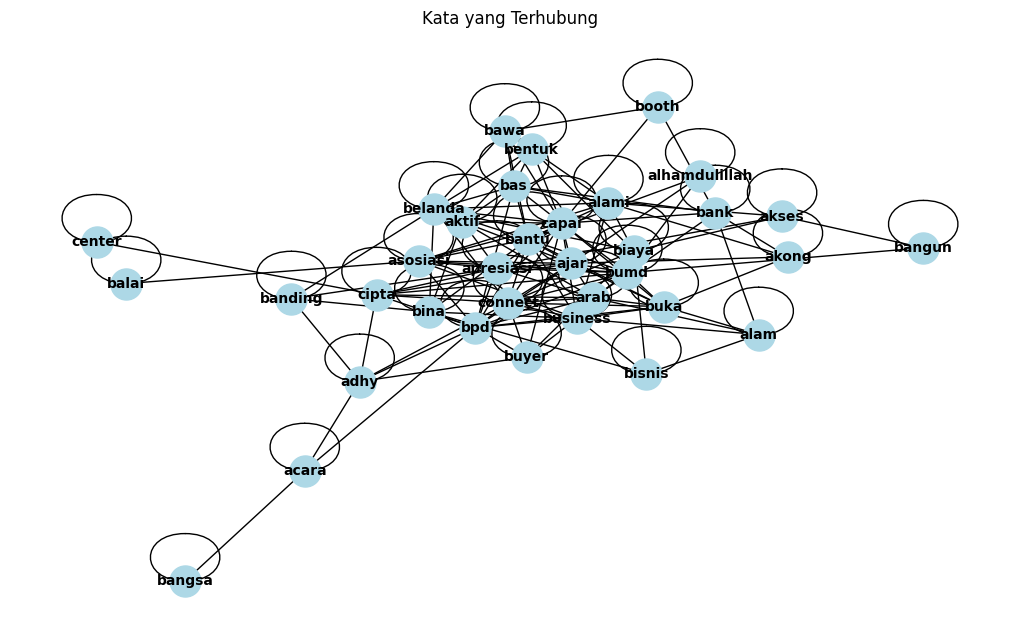 Kata yang Terhubung
booth
bawa
bentuk
alhamdulillah
bas
belanda
alami
bank
akses
aktif
capai
center
bantu
bangun
biaya
akong
asosiasi
apresiasi
ajar
bumd
balai
banding
cipta
arab
connect
buka
bina
business
bpd
alam
buyer
bisnis
adhy
acara
bangsa